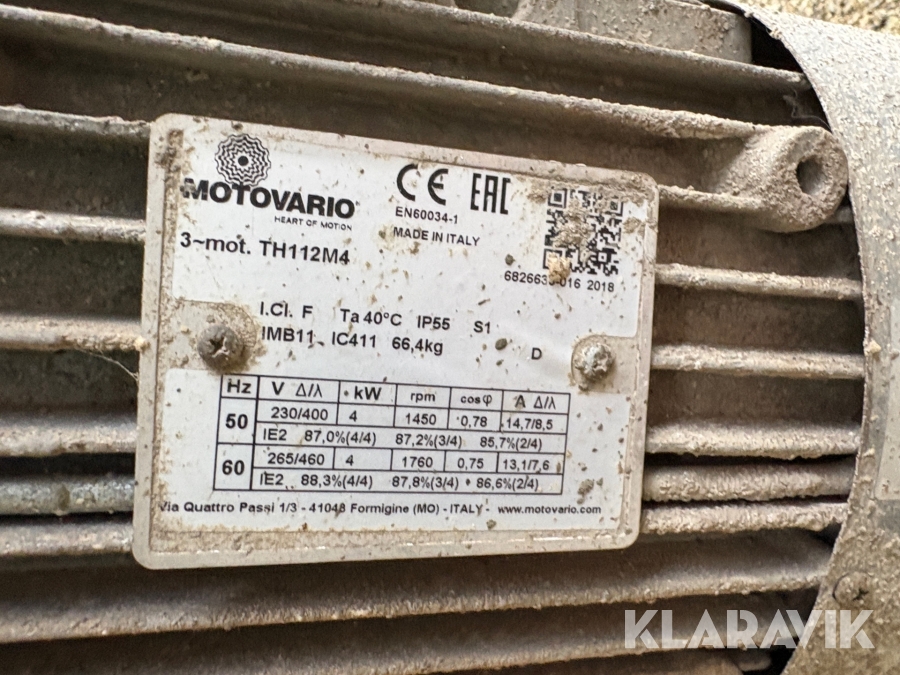 MOTOVARIO
HEART OF MOTION
CE EAC
EN60034-1
MADE IN ITALY
3~mot. TH112M4
016 2018
I.Cl. F Ta 40°C IP55 S1
IMB11 IC411 66,4kg
D
Hz V Δ/λ kW rpm cosφ A Δ/λ
50 230/400 4 1450 0,78 14,7/8,5
IE2 87,0%(4/4) 87,2%(3/4) 85,7%(2/4)
60 265/460 4 1760 0,75 13,1/7,6
IE2 88,3%(4/4) 87,8%(3/4) 86,6%(2/4)
Via Quattro Passi 1/3 - 41048 Formigine (MO) - ITALY - www.motovario.com
KLARAVIK